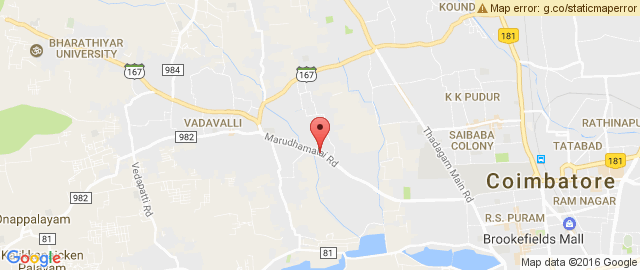 KOUND
Map error: g.co/staticmaperror
BHARATHIYAR
UNIVERSITY
181
167
984
167
K K PUDUR
RATHINAPU
VADAVALLI
982
982
Marudhamalai Rd
Thadagam Main Rd
SAIBABA
COLONY
TATABAD
181
Coimbatore
Vedapatti Rd
982
RAM NAGAR
Onappalayam
R.S. PURAM
81
81
Brookefields Mall
Google
Palayam
Google
Map data ©2016 Google